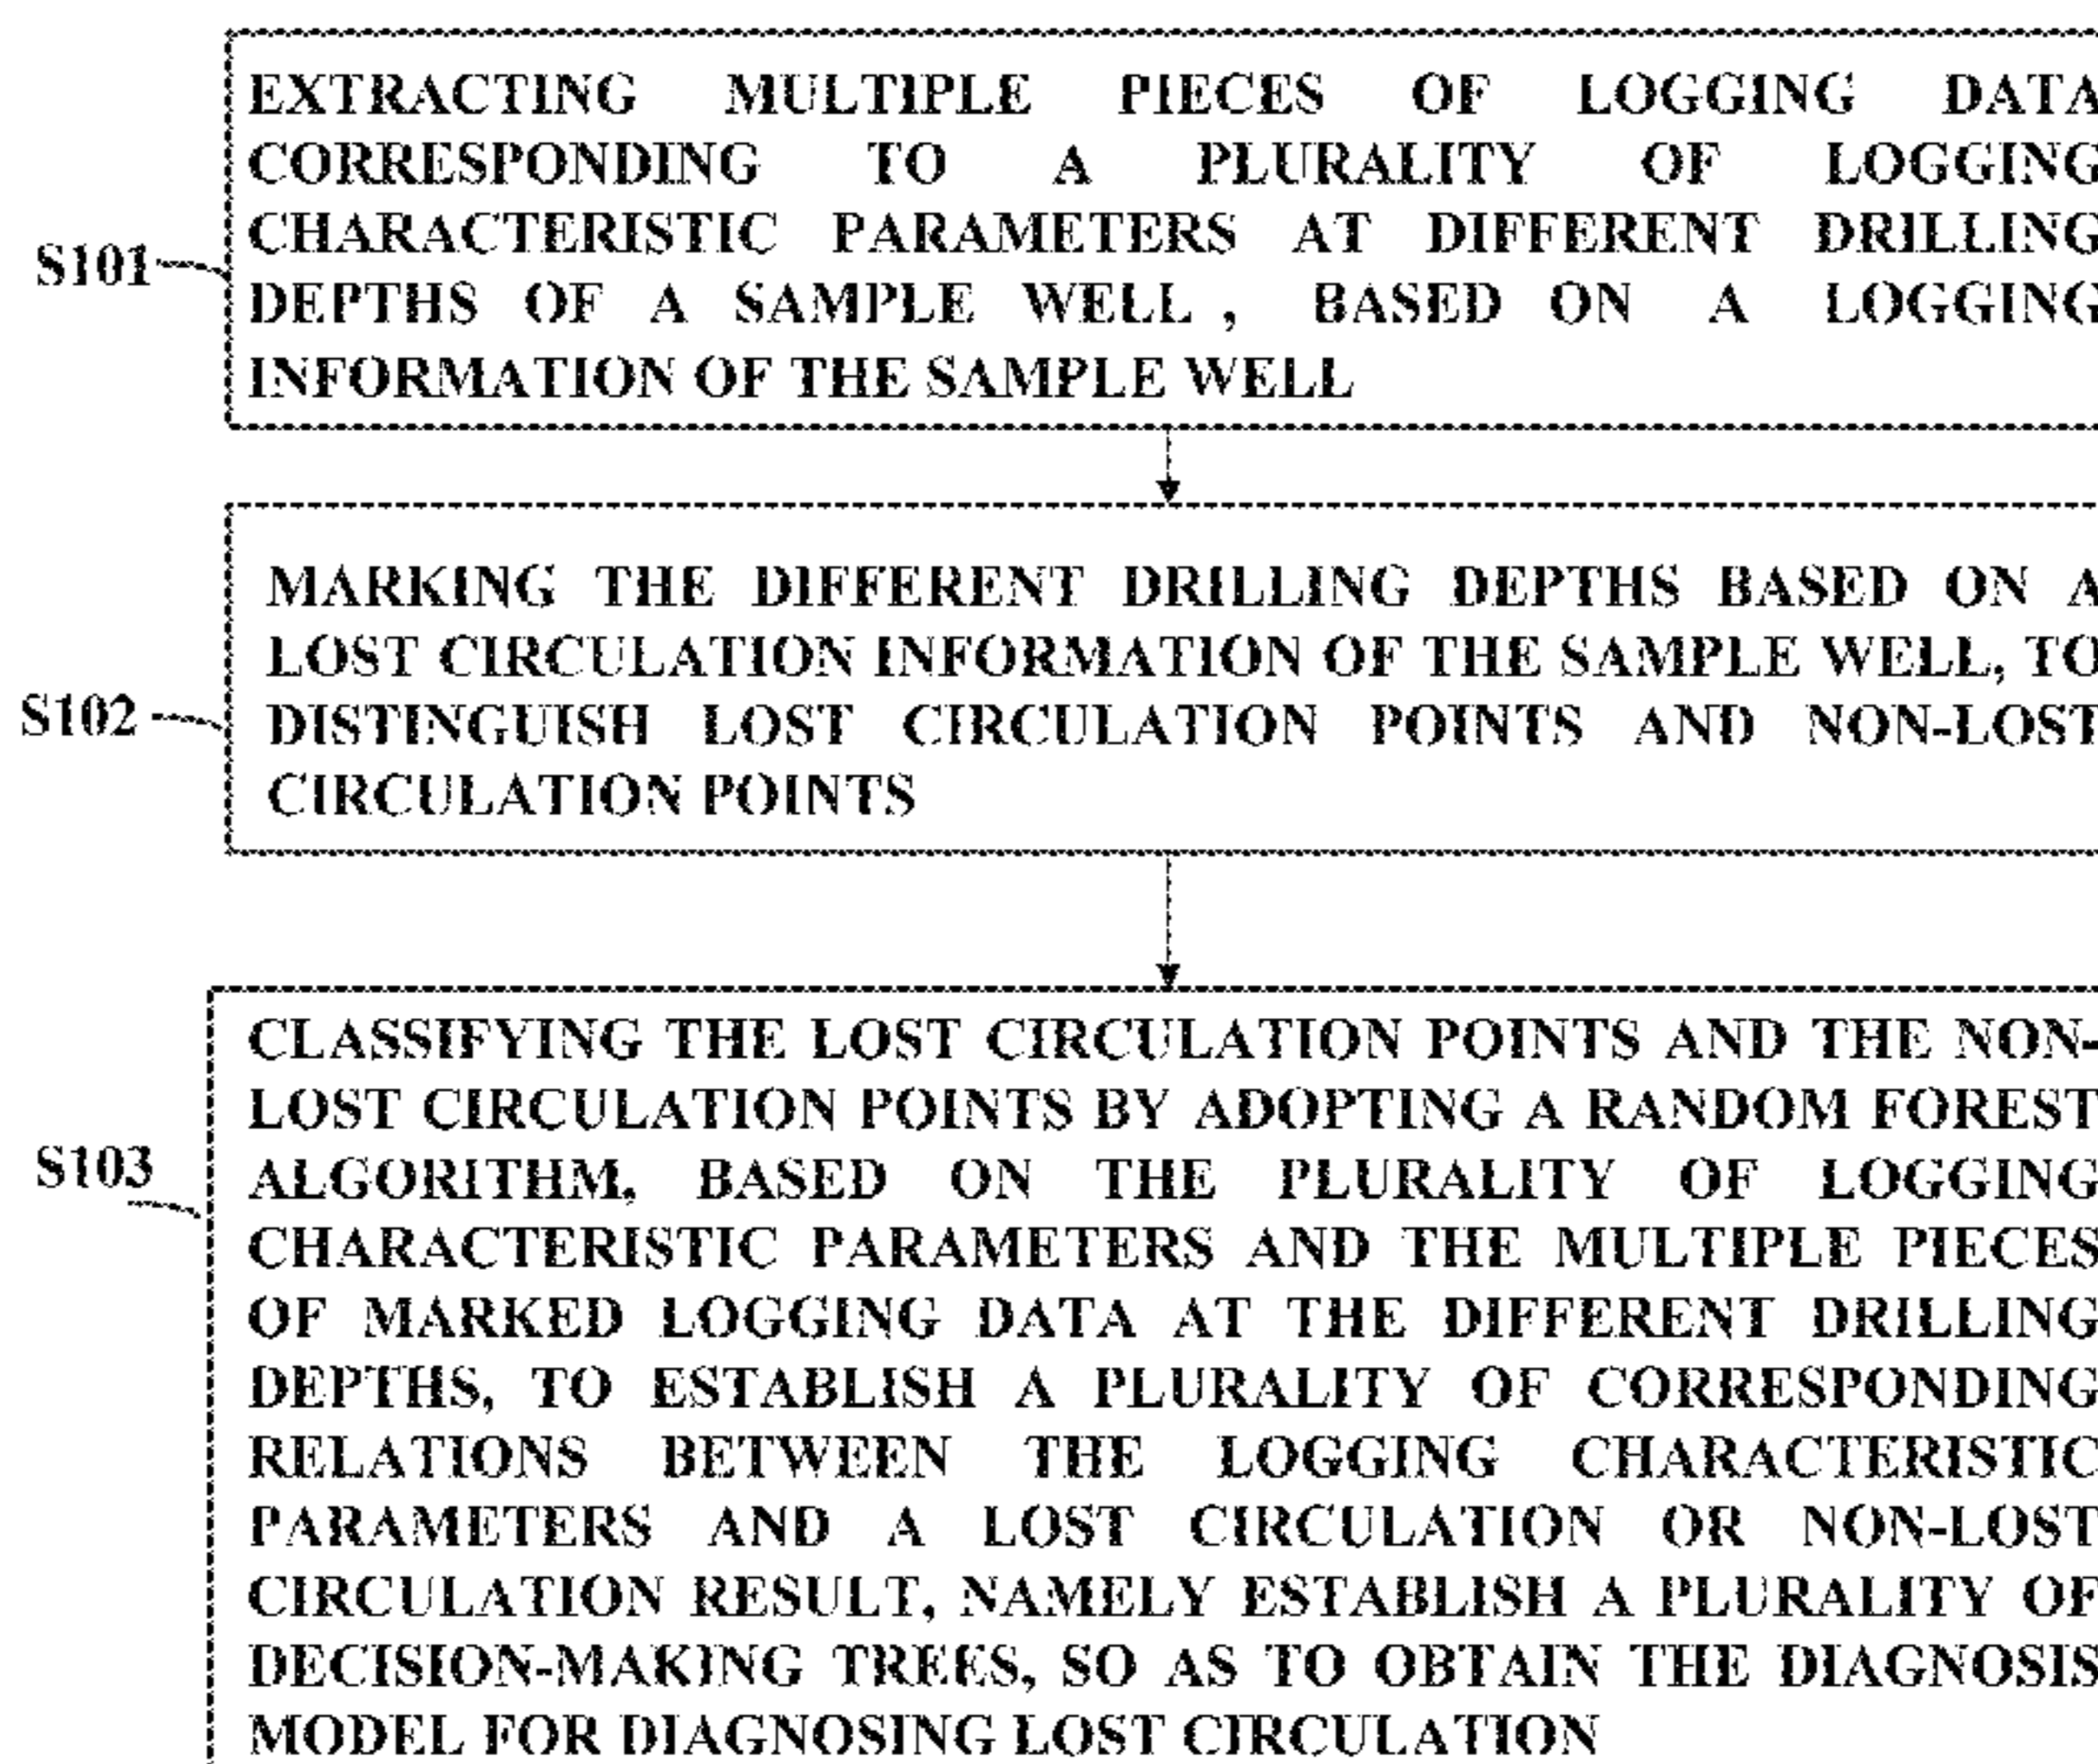 EXTRACTING MULTIPLE PIECES OF LOGGING DATA
CORRESPONDING TO A PLURALITY OF LOGGING
CHARACTERISTIC PARAMETERS AT DIFFERENT DRILLING
S101
DEPTHS OF A SAMPLE WELL , BASED ON A LOGGING
INFORMATION OF THE SAMPLE WELL
MARKING THE DIFFERENT DRILLING DEPTHS BASED ON A
LOST CIRCULATION INFORMATION OF THE SAMPLE WELL, TO
S102
DISTINGUISH LOST CIRCULATION POINTS AND NON-LOST
CIRCULATION POINTS
CLASSIFYING THE LOST CIRCULATION POINTS AND THE NON-
LOST CIRCULATION POINTS BY ADOPTING A RANDOM FOREST
S103
ALGORITHM, BASED ON THE PLURALITY OF LOGGING
CHARACTERISTIC PARAMETERS AND THE MULTIPLE PIECES
OF MARKED LOGGING DATA AT THE DIFFERENT DRILLING
DEPTHS, TO ESTABLISH A PLURALITY OF CORRESPONDING
RELATIONS BETWEEN THE LOGGING CHARACTERISTIC
PARAMETERS AND A LOST CIRCULATION OR NON-LOST
CIRCULATION RESULT, NAMELY ESTABLISH A PLURALITY OF
DECISION-MAKING TREES, SO AS TO OBTAIN THE DIAGNOSIS
MODEL FOR DIAGNOSING LOST CIRCULATION